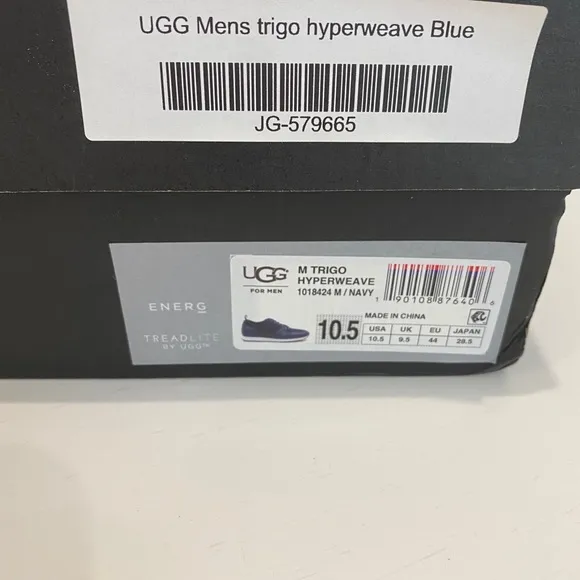 UGG Mens trigo hyperweave Blue
JG-579665
ENERG
TREADLITE
BY UGG™
UGG
FOR MEN
M TRIGO
HYPERWEAVE
1018424 M / NAVY
1 90108 87640 6
MADE IN CHINA
10.5
USA UK EU JAPAN
10.5 9.5 44 28.5